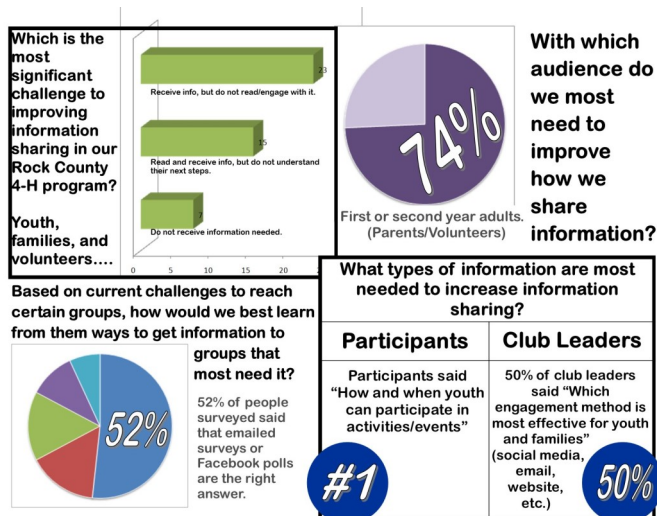 Which is the
most
significant
challenge to
improving
information
sharing in our
Rock County
4-H program?
Youth,
families, and
volunteers....
23
Receive info, but do not read/engage with it.
15
Read and receive info, but do not understand
their next steps.
7
Do not receive information needed.
0 5 10 15 20
74%
First or second year adults.
(Parents/Volunteers)
With which
audience do
we most
need to
improve
how we
share
information?
Based on current challenges to reach
certain groups, how would we best learn
from them ways to get information to
groups that
most need it?
52%
52% of people
surveyed said
that emailed
surveys or
Facebook polls
are the right
answer.
What types of information are most
needed to increase information
sharing?
Participants
Participants said
"How and when youth
can participate in
activities/events"
#1
Club Leaders
50% of club leaders
said "Which
engagement method is
most effective for youth
and families"
(social media,
email,
website,
etc.)
50%